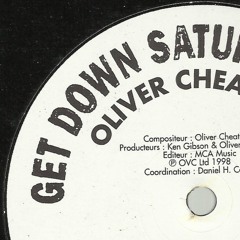 GET DOWN SATU
OLIVER CHEA
Compositeur : Oliver Cheat
Producteurs : Ken Gibson & Oliver
Editeur : MCA Music
℗ OVC Ltd 1998
Coordination : Daniel H. C